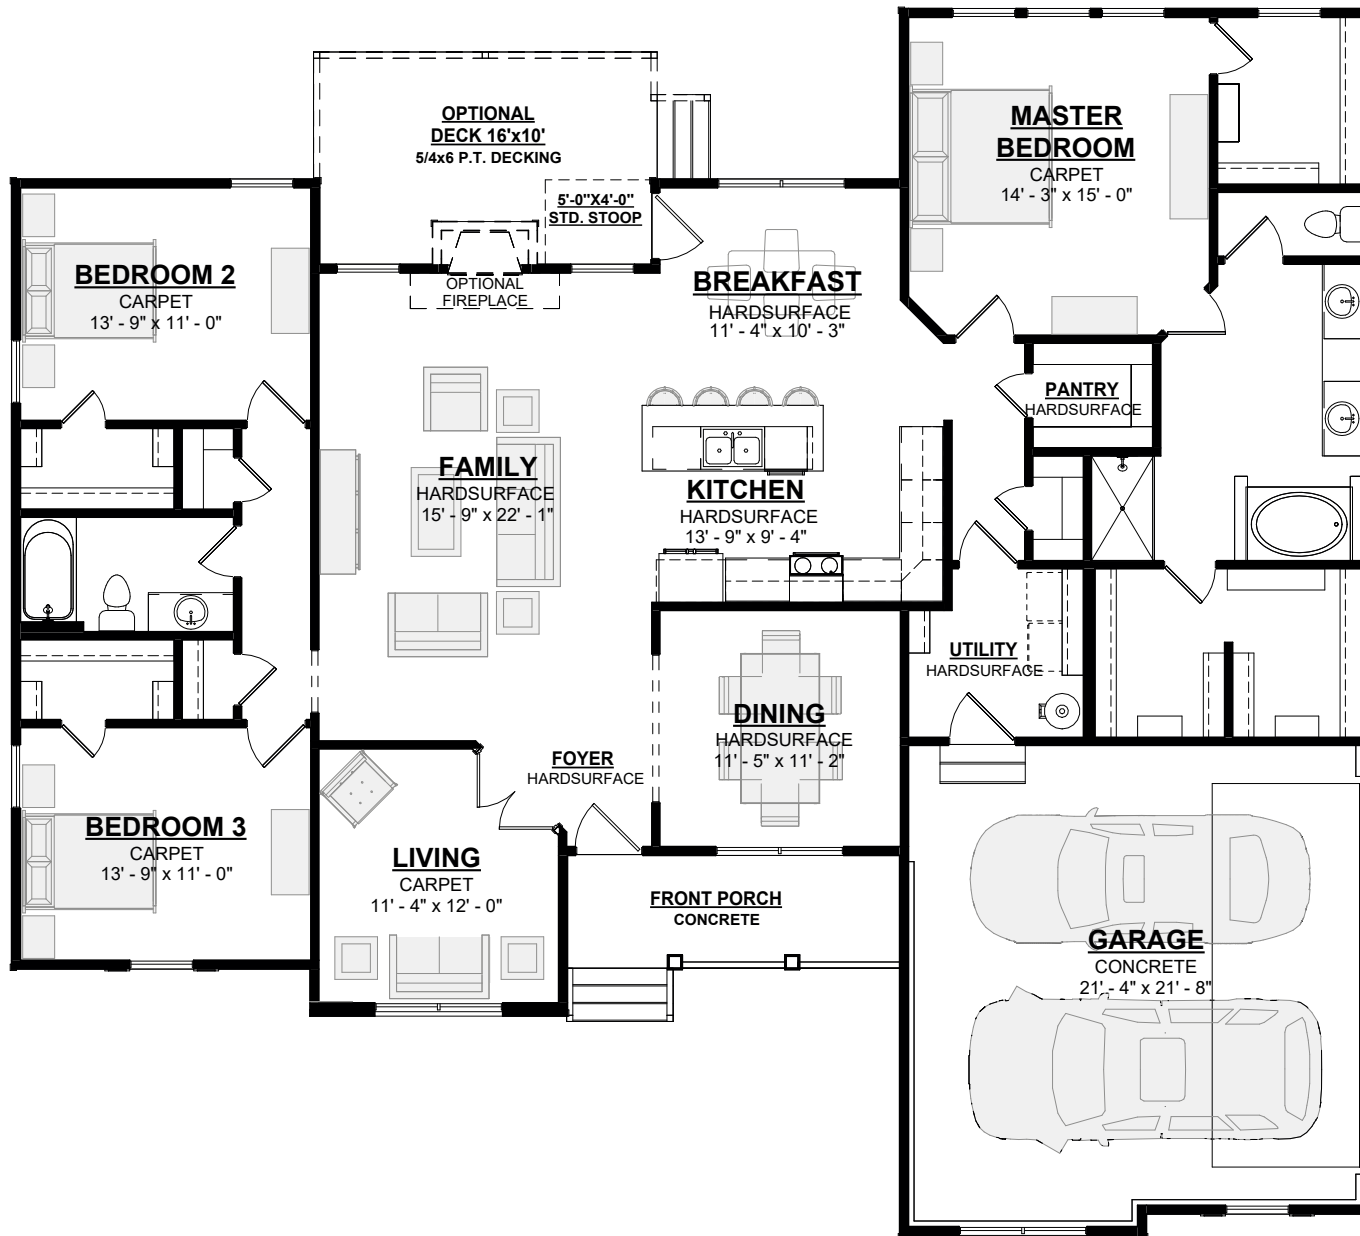 OPTIONAL
DECK 16'x10'
5/4x6 P.T. DECKING
5'-0"X4'-0"
STD. STOOP
MASTER
BEDROOM
CARPET
14' - 3" x 15' - 0"
BEDROOM 2
CARPET
13' - 9" x 11' - 0"
OPTIONAL
FIREPLACE
BREAKFAST
HARDSURFACE
11' - 4" x 10' - 3"
PANTRY
HARDSURFACE
FAMILY
HARDSURFACE
15' - 9" x 22' - 1"
KITCHEN
HARDSURFACE
13' - 9" x 9' - 4"
UTILITY
HARDSURFACE
DINING
HARDSURFACE
11' - 5" x 11' - 2"
FOYER
HARDSURFACE
BEDROOM 3
CARPET
13' - 9" x 11' - 0"
LIVING
CARPET
11' - 4" x 12' - 0"
FRONT PORCH
CONCRETE
GARAGE
CONCRETE
21' - 4" x 21' - 8"